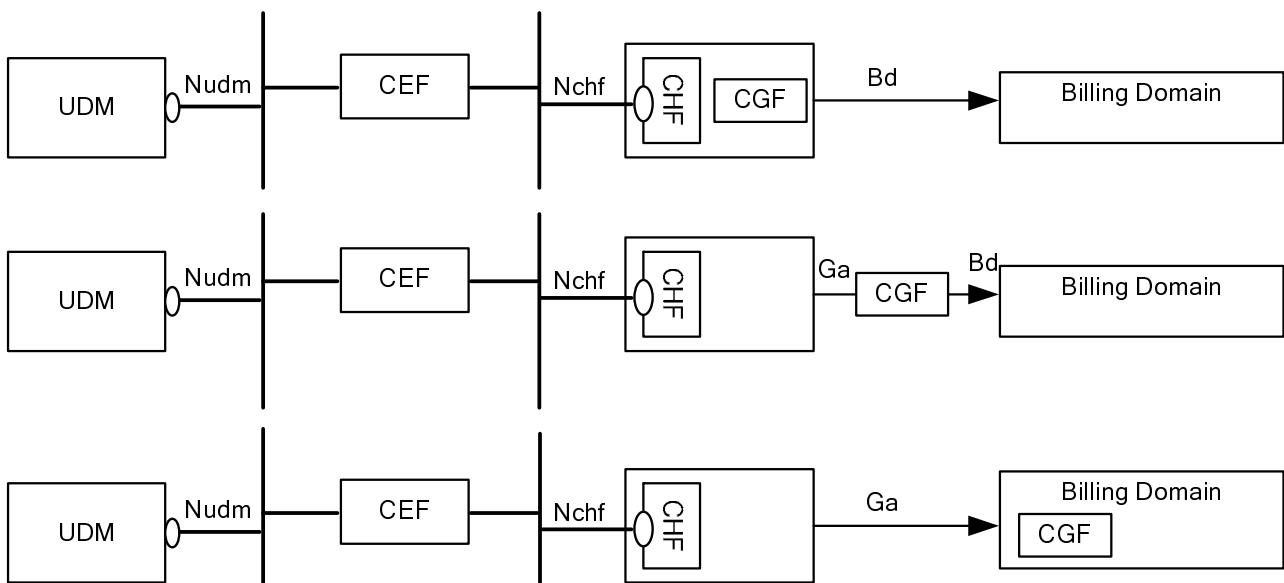 UDM
Nudm
CEF
Nchf
CHF
CGF
Bd
Billing Domain
UDM
Nudm
CEF
Nchf
CHF
Ga
CGF
Bd
Billing Domain
UDM
Nudm
CEF
Nchf
CHF
Ga
Billing Domain
CGF